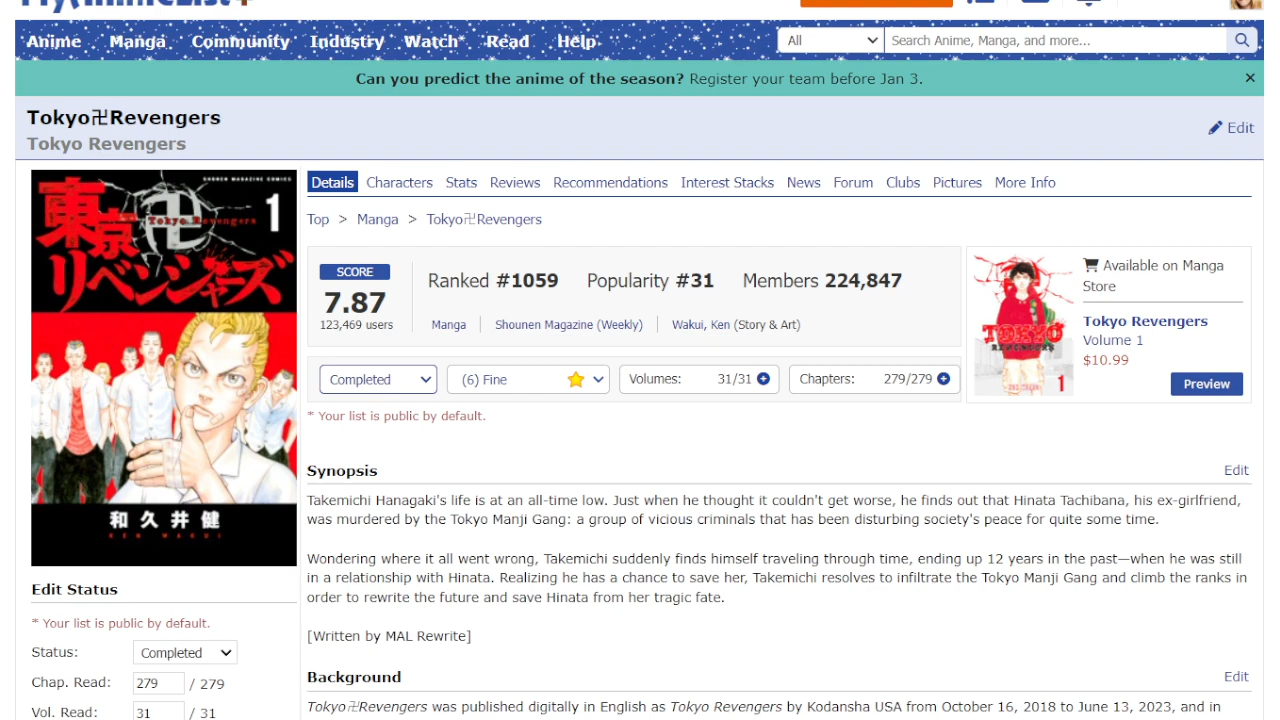 MyAnimeList+
Anime Manga Community Industry Watch* Read Help
All
Search Anime, Manga, and more...
Can you predict the anime of the season? Register your team before Jan 3.
×
Tokyo卍Revengers
Tokyo Revengers
Edit
SHONEN MAGAZINE COMICS
東京
卍
Tokyo Revengers
1
リベンジャーズ
和久井健
KEN WAKUI
Edit Status
* Your list is public by default.
Status: Completed
Chap. Read: 279 / 279
Vol. Read: 31 / 31
Details Characters Stats Reviews Recommendations Interest Stacks News Forum Clubs Pictures More Info
Top > Manga > Tokyo卍Revengers
SCORE
7.87
123,469 users
Ranked #1059 Popularity #31 Members 224,847
Manga Shounen Magazine (Weekly) Wakui, Ken (Story & Art)
Completed (6) Fine Volumes: 31/31 Chapters: 279/279
* Your list is public by default.
TOKYO
REVENGERS
1
Available on Manga
Store
Tokyo Revengers
Volume 1
$10.99
Preview
Synopsis Edit
Takemichi Hanagaki's life is at an all-time low. Just when he thought it couldn't get worse, he finds out that Hinata Tachibana, his ex-girlfriend,
was murdered by the Tokyo Manji Gang: a group of vicious criminals that has been disturbing society's peace for quite some time.
Wondering where it all went wrong, Takemichi suddenly finds himself traveling through time, ending up 12 years in the past—when he was still
in a relationship with Hinata. Realizing he has a chance to save her, Takemichi resolves to infiltrate the Tokyo Manji Gang and climb the ranks in
order to rewrite the future and save Hinata from her tragic fate.
[Written by MAL Rewrite]
Background Edit
Tokyo卍Revengers was published digitally in English as Tokyo Revengers by Kodansha USA from October 16, 2018 to June 13, 2023, and in